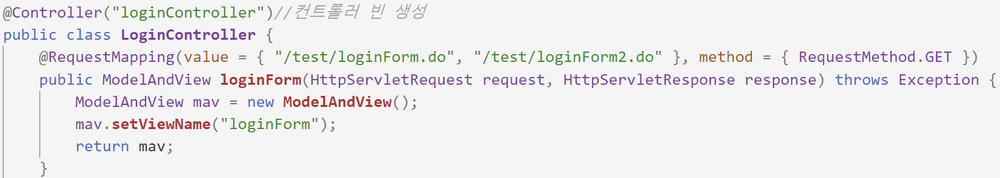 @Controller("loginController")//컨트롤러 빈 생성
public class LoginController {
@RequestMapping(value = { "/test/loginForm.do", "/test/loginForm2.do" }, method = { RequestMethod.GET })
public ModelAndView loginForm(HttpServletRequest request, HttpServletResponse response) throws Exception {
ModelAndView mav = new ModelAndView();
mav.setViewName("loginForm");
return mav;
}